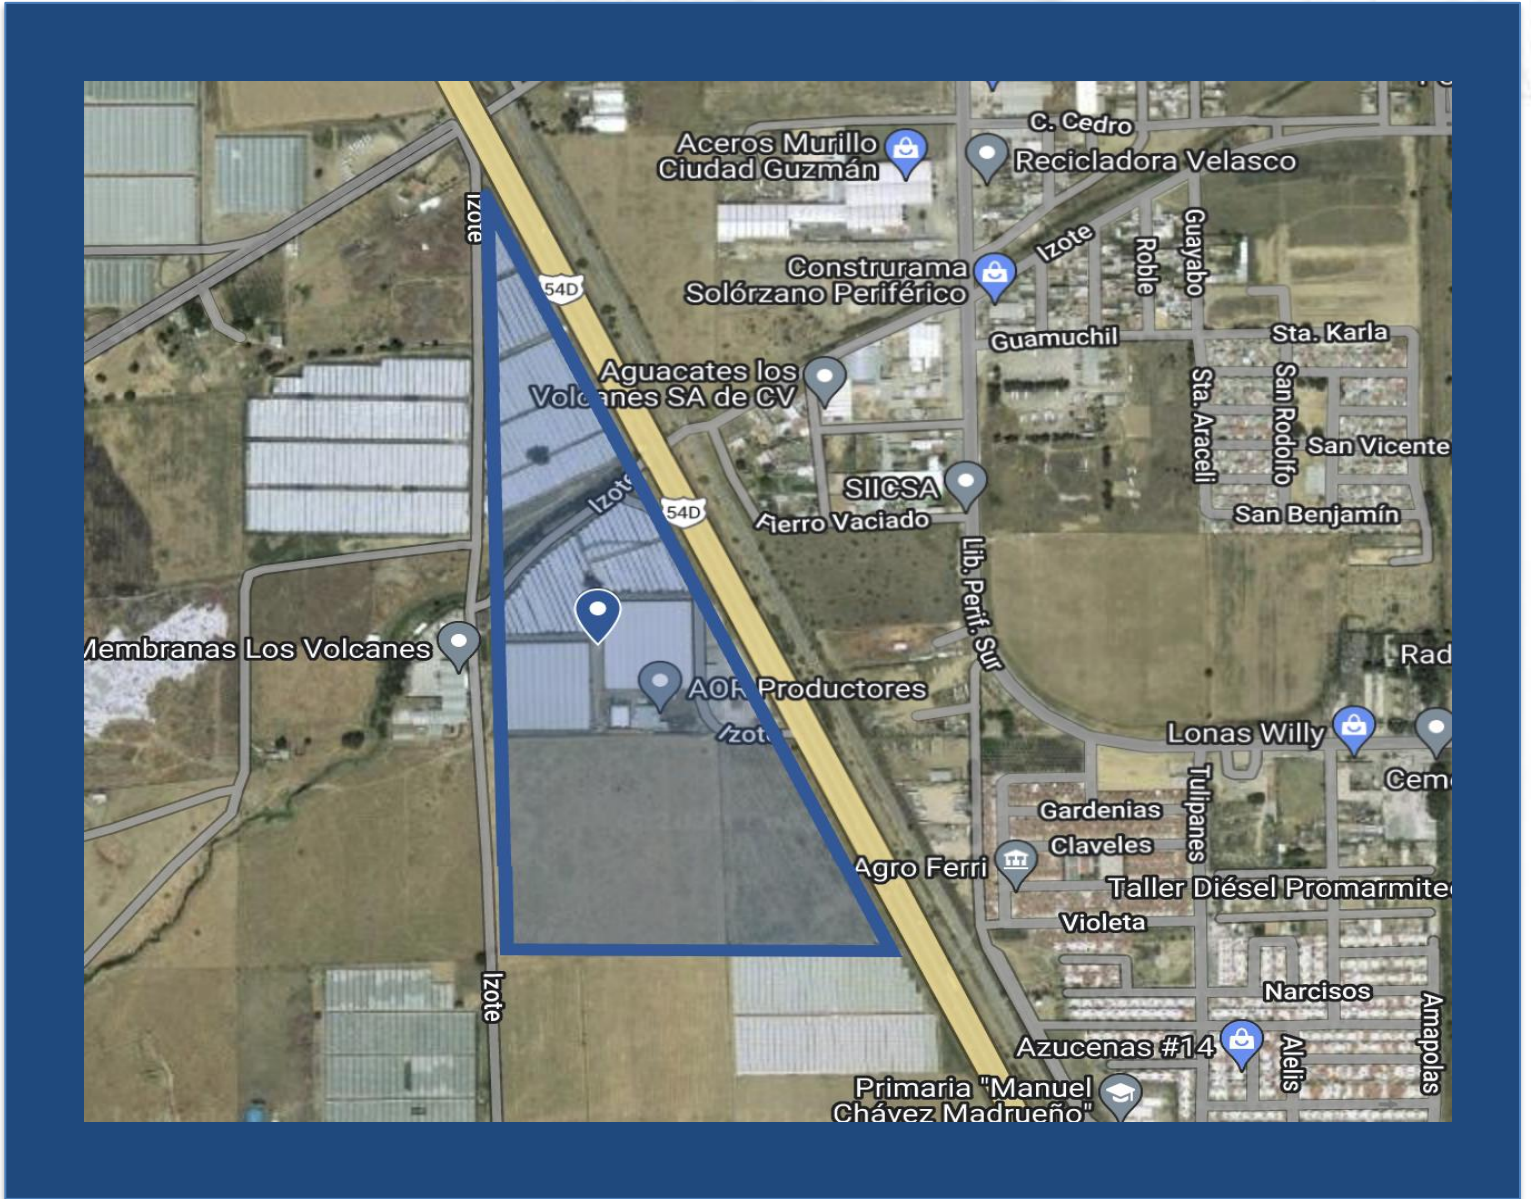 C. Cedro
Aceros Murillo
Ciudad Guzmán
Recicladora Velasco
Izote
Izote
Roble
Guayabo
Construrama
Solórzano Periférico
54D
Guamuchil
Sta. Karla
Aguacates los
Volcanes SA de CV
Sta. Araceli
San Rodolfo
San Vicente
SIICSA
Izote
54D
Fierro Vaciado
San Benjamín
Lib. Perif. Sur
Membranas Los Volcanes
Rad
AOR Productores
Izote
Lonas Willy
Ceme
Tulipanes
Gardenias
Claveles
Agro Ferri
Taller Diésel Promarmitec
Violeta
Izote
Narcisos
Amapolas
Azucenas #14
Alelis
Primaria "Manuel
Chávez Madrueño"